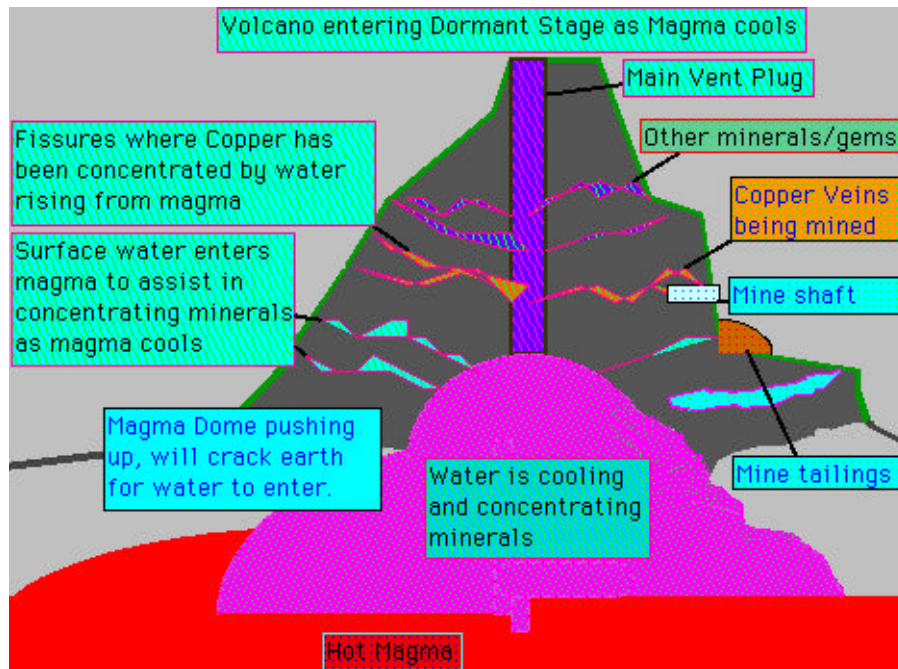 Volcano entering Dormant Stage as Magma cools
Main Vent Plug
Fissures where Copper has
been concentrated by water
rising from magma
Other minerals/gems
Copper Veins
being mined
Surface water enters
magma to assist in
concentrating minerals
as magma cools
Mine shaft
Magma Dome pushing
up, will crack earth
for water to enter.
Water is cooling
and concentrating
minerals
Mine tailings
Hot Magma